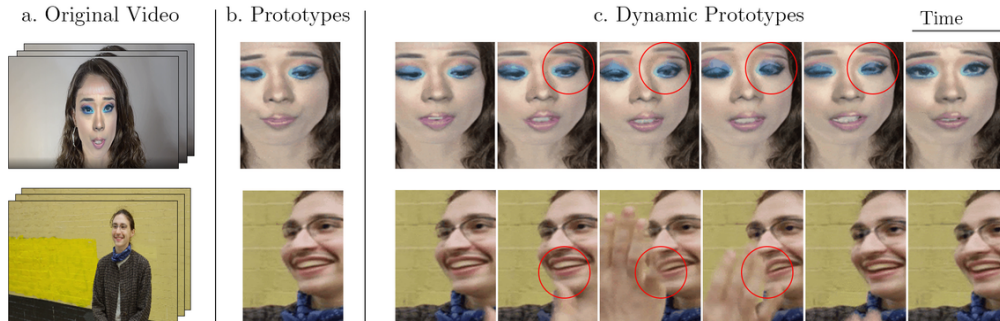 a. Original Video
b. Prototypes
c. Dynamic Prototypes
Time